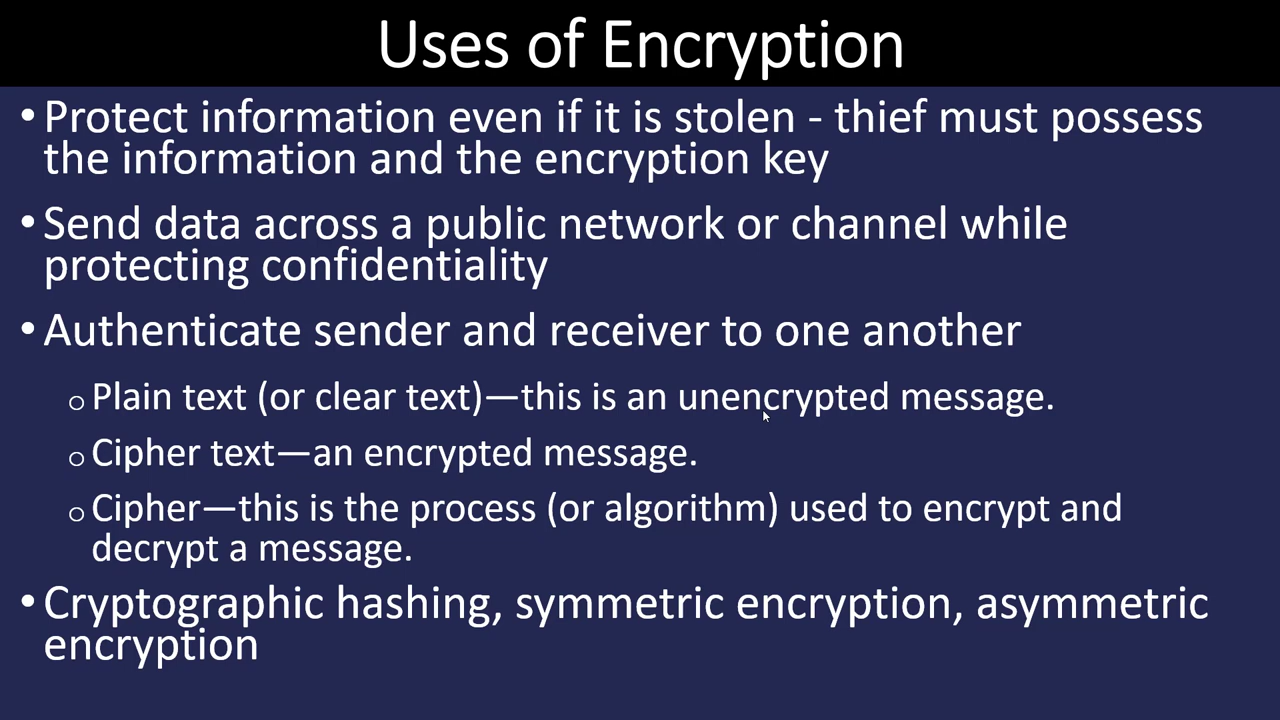 Uses of Encryption
• Protect information even if it is stolen - thief must possess
the information and the encryption key
• Send data across a public network or channel while
protecting confidentiality
• Authenticate sender and receiver to one another
o Plain text (or clear text)—this is an unencrypted message.
o Cipher text—an encrypted message.
o Cipher—this is the process (or algorithm) used to encrypt and
decrypt a message.
• Cryptographic hashing, symmetric encryption, asymmetric
encryption